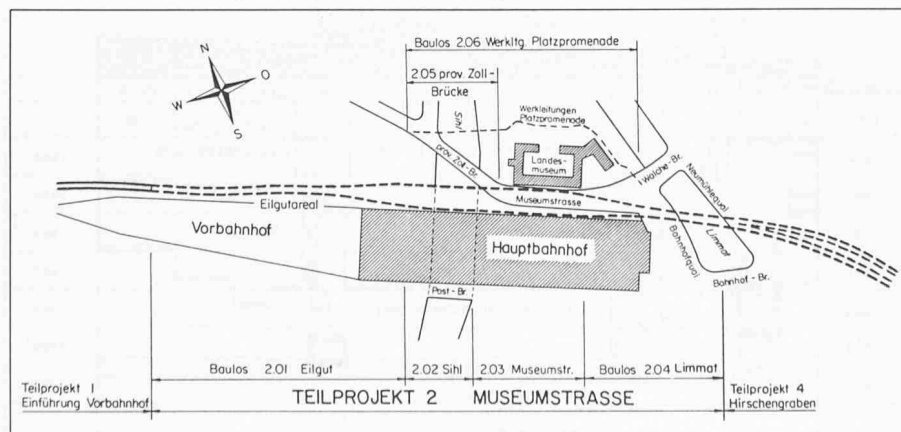 Baulos 2.06 Werkltg. Platzpromenade
2.05 prov. Zoll-
Brücke
N
O
W
S
Sihl
prov. Zoll-Br.
Werkleitungen
Platzpromenade
Landes-
museum
Walche-Br.
Neumühlequai
Museumstrasse
Eilgutareal
Vorbahnhof
Hauptbahnhof
Limmat
Bahnhofquai
Bahnhof-Br.
Post-Br.
Baulos 2.01 Eilgut
2.02 Sihl
2.03 Museumstr.
Baulos 2.04 Limmat
Teilprojekt 1
Einführung Vorbahnhof
TEILPROJEKT 2 MUSEUMSTRASSE
Teilprojekt 4
Hirschengraben